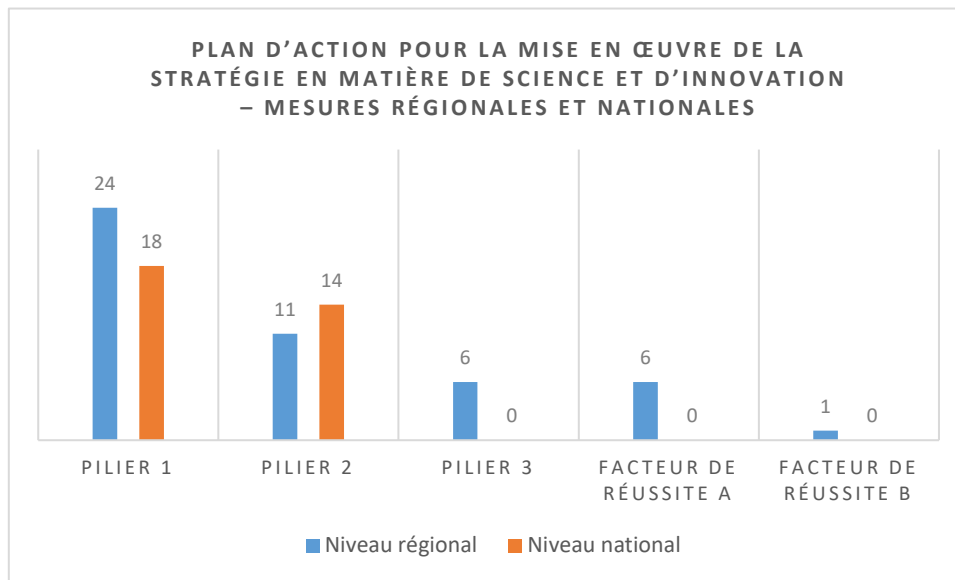 PLAN D’ACTION POUR LA MISE EN ŒUVRE DE LA
STRATÉGIE EN MATIÈRE DE SCIENCE ET D’INNOVATION
– MESURES RÉGIONALES ET NATIONALES
24
18
11
14
6
0
6
0
1
0
PILIER 1
PILIER 2
PILIER 3
FACTEUR DE
RÉUSSITE A
FACTEUR DE
RÉUSSITE B
Niveau régional
Niveau national